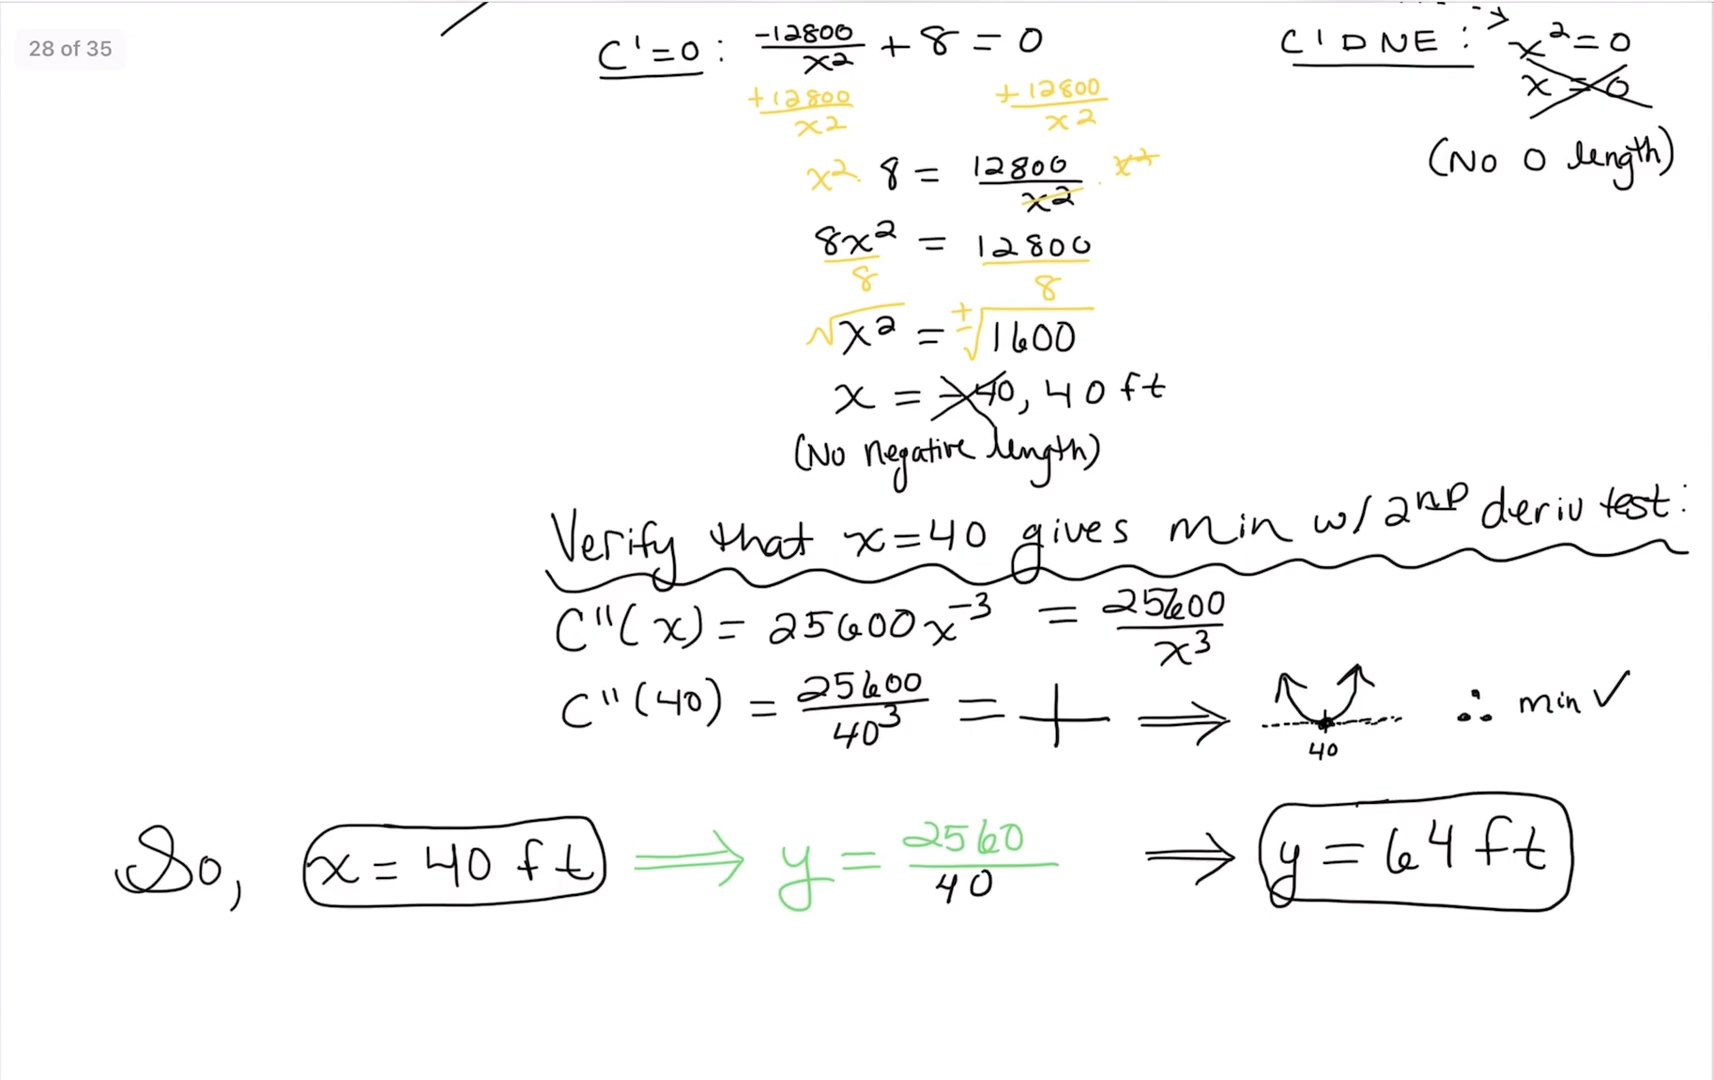 28 of 35
C'=0: -12800/x² + 8 = 0
+12800/x² +12800/x²
x²· 8 = 12800/x² · x²
8x²/8 = 12800/8
√x² = ±√1600
x = -40, 40 ft
(No negative length)
C' DNE: x²=0
x = 0
(No 0 length)
Verify that x=40 gives min w/ 2ND deriv test:
C''(x) = 25600x⁻³ = 25600/x³
C''(40) = 25600/40³ = + ⟹ 40 ∴ min ✓
So, x = 40 ft ⟹ y = 2560/40 ⟹ y = 64 ft